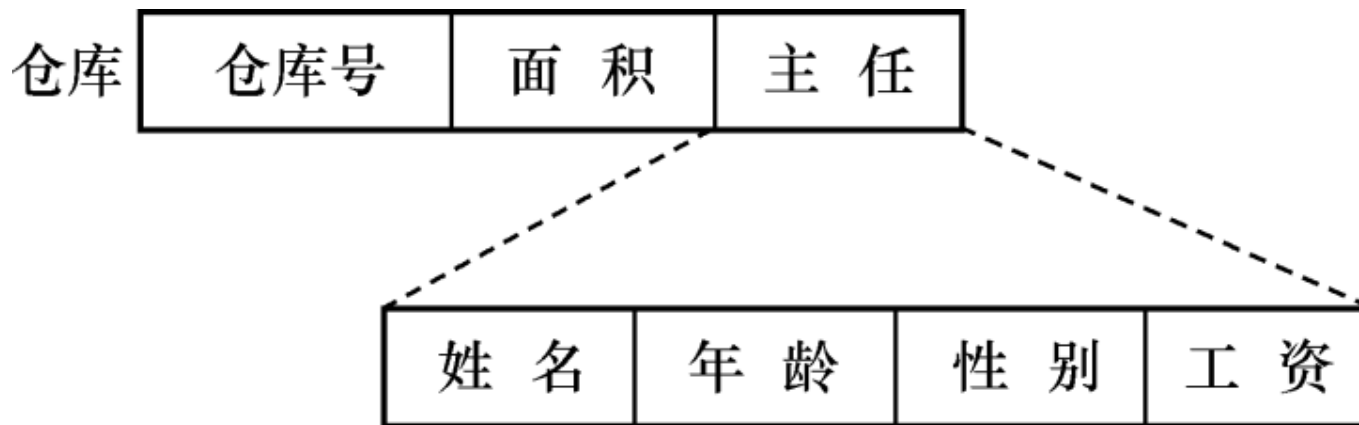 仓库 仓库号 面 积 主 任
姓 名 年 龄 性 别 工 资